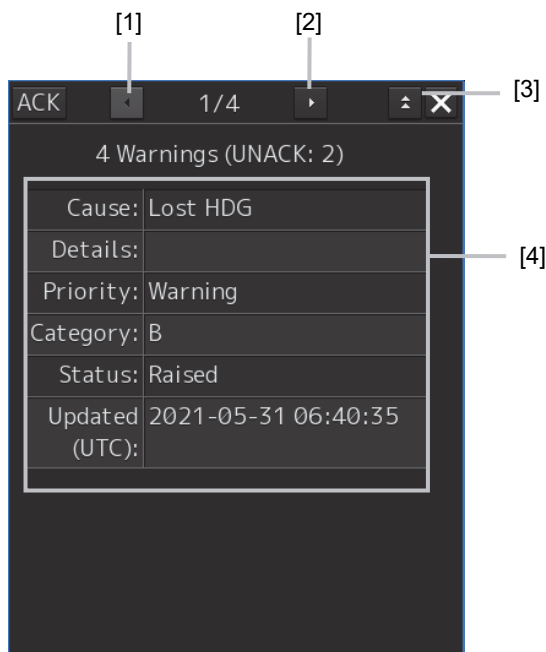 [1] [2]
ACK 1/4 [3]
4 Warnings (UNACK: 2)
Cause: Lost HDG
Details: [4]
Priority: Warning
Category: B
Status: Raised
Updated 2021-05-31 06:40:35
(UTC):